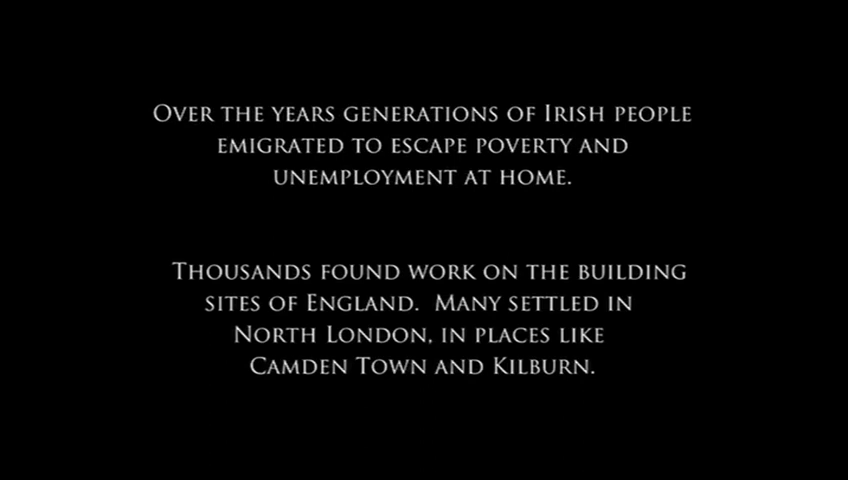 Over the years generations of Irish people
emigrated to escape poverty and
unemployment at home.
Thousands found work on the building
sites of England. Many settled in
North London, in places like
Camden Town and Kilburn.